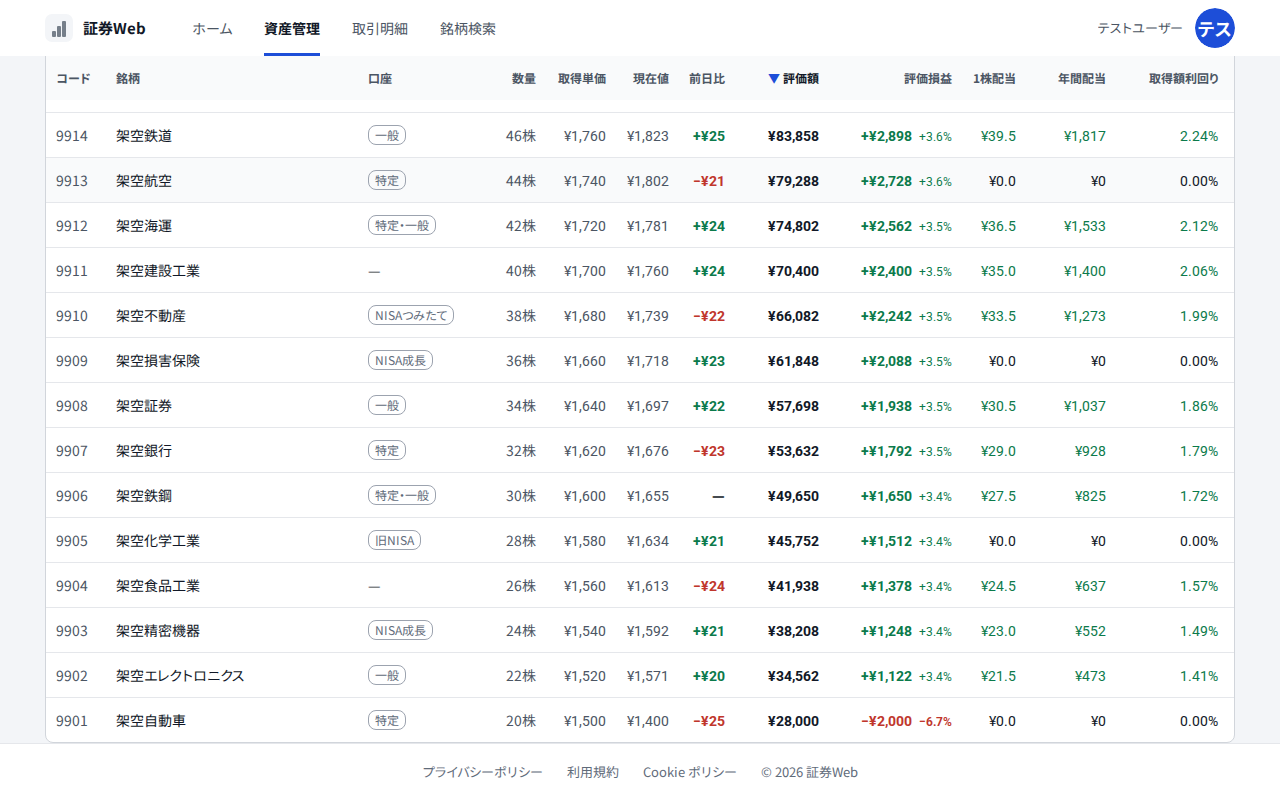 証券Web ホーム 資産管理 取引明細 銘柄検索 テストユーザー テス
コード 銘柄 口座 数量 取得単価 現在値 前日比 ▼ 評価額 評価損益 1株配当 年間配当 取得額利回り
9914 架空鉄道 一般 46株 ¥1,760 ¥1,823 +¥25 ¥83,858 +¥2,898 +3.6% ¥39.5 ¥1,817 2.24%
9913 架空航空 特定 44株 ¥1,740 ¥1,802 −¥21 ¥79,288 +¥2,728 +3.6% ¥0.0 ¥0 0.00%
9912 架空海運 特定・一般 42株 ¥1,720 ¥1,781 +¥24 ¥74,802 +¥2,562 +3.5% ¥36.5 ¥1,533 2.12%
9911 架空建設工業 — 40株 ¥1,700 ¥1,760 +¥24 ¥70,400 +¥2,400 +3.5% ¥35.0 ¥1,400 2.06%
9910 架空不動産 NISAつみたて 38株 ¥1,680 ¥1,739 −¥22 ¥66,082 +¥2,242 +3.5% ¥33.5 ¥1,273 1.99%
9909 架空損害保険 NISA成長 36株 ¥1,660 ¥1,718 +¥23 ¥61,848 +¥2,088 +3.5% ¥0.0 ¥0 0.00%
9908 架空証券 一般 34株 ¥1,640 ¥1,697 +¥22 ¥57,698 +¥1,938 +3.5% ¥30.5 ¥1,037 1.86%
9907 架空銀行 特定 32株 ¥1,620 ¥1,676 −¥23 ¥53,632 +¥1,792 +3.5% ¥29.0 ¥928 1.79%
9906 架空鉄鋼 特定・一般 30株 ¥1,600 ¥1,655 — ¥49,650 +¥1,650 +3.4% ¥27.5 ¥825 1.72%
9905 架空化学工業 旧NISA 28株 ¥1,580 ¥1,634 +¥21 ¥45,752 +¥1,512 +3.4% ¥0.0 ¥0 0.00%
9904 架空食品工業 — 26株 ¥1,560 ¥1,613 −¥24 ¥41,938 +¥1,378 +3.4% ¥24.5 ¥637 1.57%
9903 架空精密機器 NISA成長 24株 ¥1,540 ¥1,592 +¥21 ¥38,208 +¥1,248 +3.4% ¥23.0 ¥552 1.49%
9902 架空エレクトロニクス 一般 22株 ¥1,520 ¥1,571 +¥20 ¥34,562 +¥1,122 +3.4% ¥21.5 ¥473 1.41%
9901 架空自動車 特定 20株 ¥1,500 ¥1,400 −¥25 ¥28,000 −¥2,000 −6.7% ¥0.0 ¥0 0.00%
プライバシーポリシー 利用規約 Cookie ポリシー © 2026 証券Web